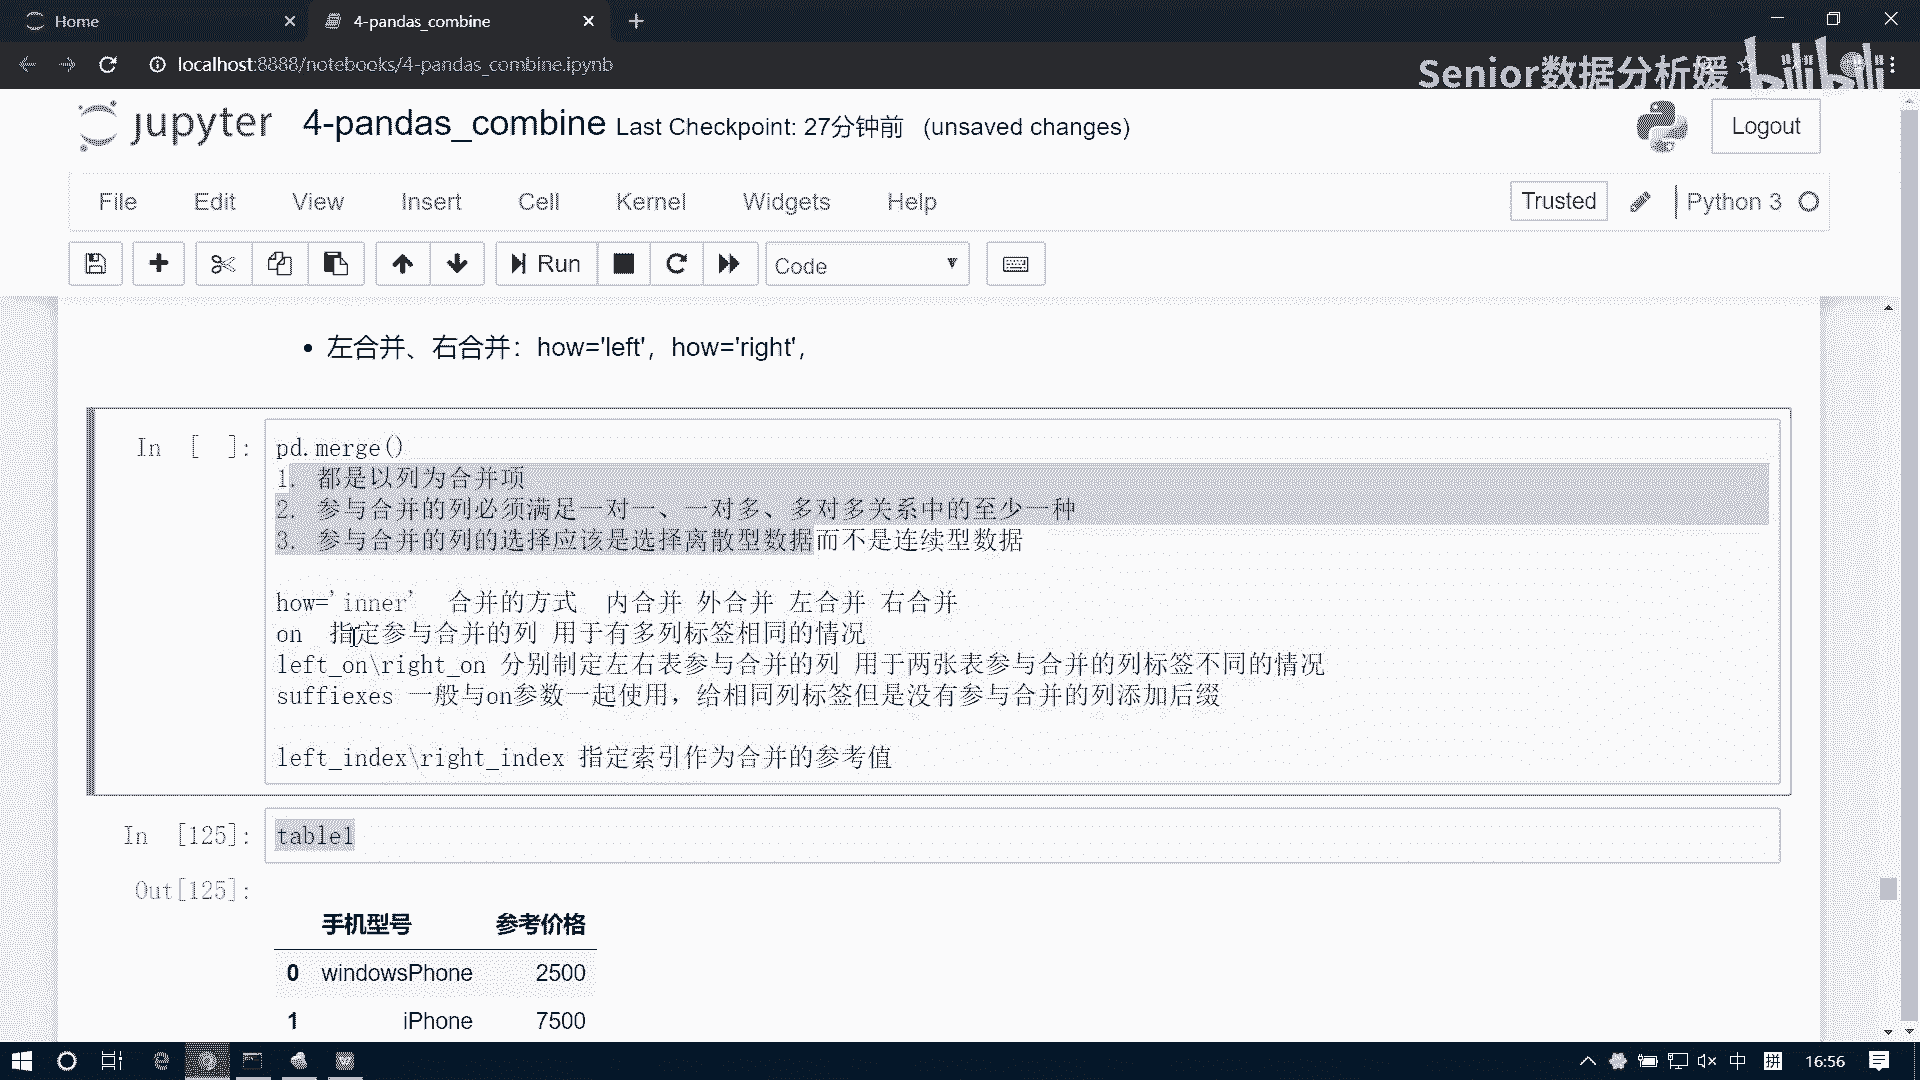 Home
4-pandas_combine
localhost:8888/notebooks/4-pandas_combine.ipynb
Senior数据分析媛
bilibili
jupyter 4-pandas_combine Last Checkpoint: 27分钟前 (unsaved changes)
Logout
File Edit View Insert Cell Kernel Widgets Help
Trusted
Python 3
Run
Code
左合并、右合并：how='left'，how='right',
In [ ]:
pd.merge()
1. 都是以列为合并项
2. 参与合并的列必须满足一对一、一对多、多对多关系中的至少一种
3. 参与合并的列的选择应该是选择离散型数据而不是连续型数据
how='inner' 合并的方式 内合并 外合并 左合并 右合并
on 指定参与合并的列 用于有多列标签相同的情况
left_on\right_on 分别制定左右表参与合并的列 用于两张表参与合并的列标签不同的情况
suffiexes 一般与on参数一起使用，给相同列标签但是没有参与合并的列添加后缀
left_index\right_index 指定索引作为合并的参考值
In [125]:
table1
Out[125]:
手机型号 参考价格
0 windowsPhone 2500
1 iPhone 7500
中
拼
16:56